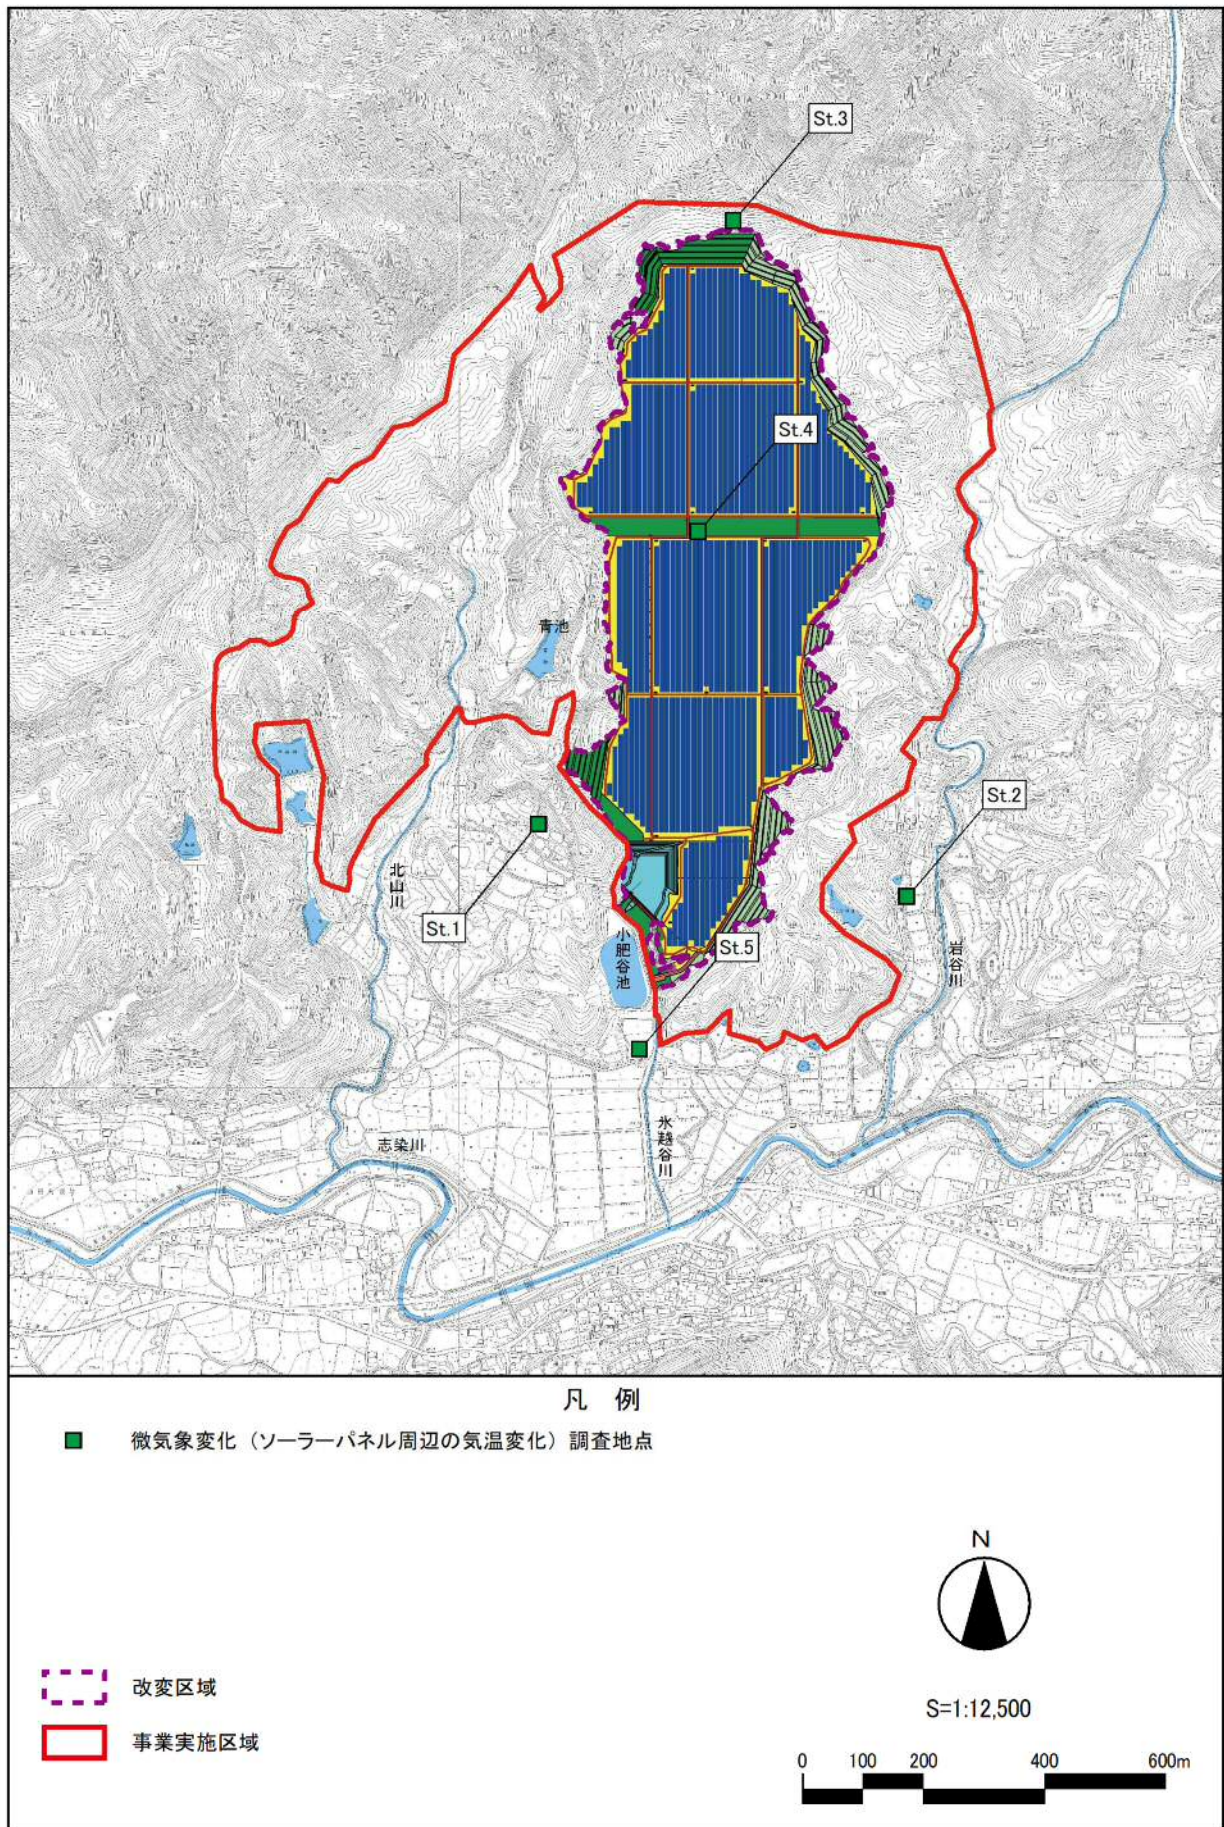 St.3
St.4
青池
St.2
北山川
St.1
小肥谷池
St.5
岩谷川
氷越谷川
志染川
凡 例
微気象変化（ソーラーパネル周辺の気温変化）調査地点
N
改変区域
S=1:12,500
事業実施区域
0 100 200 400 600m